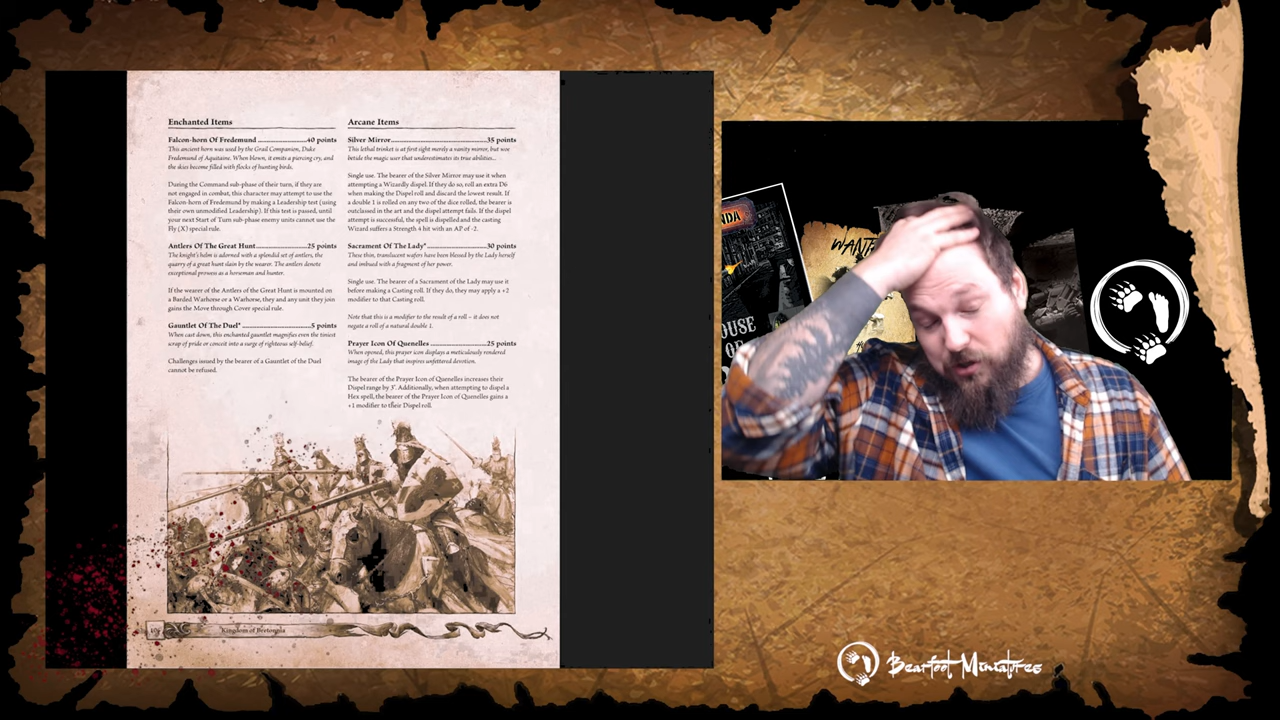 Enchanted Items
Falcon-horn Of Fredemund ....................40 points
This ancient horn was used by the Grail Companion, Duke
Fredemund of Aquitaine. When blown, it emits a piercing cry, and
the skies become filled with flocks of hunting birds.
During the Command sub-phase of their turn, if they are
not engaged in combat, this character may attempt to use the
Falcon-horn of Fredemund by making a Leadership test (using
their own unmodified Leadership). If this test is passed, until
your next Start of Turn sub-phase enemy units cannot use the
Fly (X) special rule.
Antlers Of The Great Hunt....................25 points
The knight's helm is adorned with a splendid set of antlers, the
quarry of a great hunt slain by the wearer. The antlers denote
exceptional prowess as a horseman and hunter.
If the wearer of the Antlers of the Great Hunt is mounted on
a Barded Warhorse or a Warhorse, they and any unit they join
gains the Move through Cover special rule.
Gauntlet Of The Duel* ..........................5 points
When cast down, this enchanted gauntlet magnifies even the tiniest
scrap of pride or conceit into a surge of righteous self-belief.
Challenges issued by the bearer of a Gauntlet of the Duel
cannot be refused.
Arcane Items
Silver Mirror.....................................35 points
This lethal trinket is at first sight merely a vanity mirror, but woe
betide the magic user that underestimates its true abilities...
Single use. The bearer of the Silver Mirror may use it when
attempting a Wizardly dispel. If they do so, roll an extra D6
when making the Dispel roll and discard the lowest result. If
a double 1 is rolled on any two of the dice rolled, the bearer is
outclassed in the art and the dispel attempt fails. If the dispel
attempt is successful, the spell is dispelled and the casting
Wizard suffers a Strength 4 hit with an AP of -2.
Sacrament Of The Lady*.......................30 points
These thin, translucent wafers have been blessed by the Lady herself
and imbued with a fragment of her power.
Single use. The bearer of a Sacrament of the Lady may use it
before making a Casting roll. If they do, they may apply a +2
modifier to that Casting roll.
Note that this is a modifier to the result of a roll – it does not
negate a roll of a natural double 1.
Prayer Icon Of Quenelles ......................25 points
When opened, this prayer icon displays a meticulously rendered
image of the Lady that inspires unfettered devotion.
The bearer of the Prayer Icon of Quenelles increases their
Dispel range by 3". Additionally, when attempting to dispel a
Hex spell, the bearer of the Prayer Icon of Quenelles gains a
+1 modifier to their Dispel roll.
Kingdom of Bretonnia
NDA
WANTE
OUSE
OF
Bearfoot Miniatures